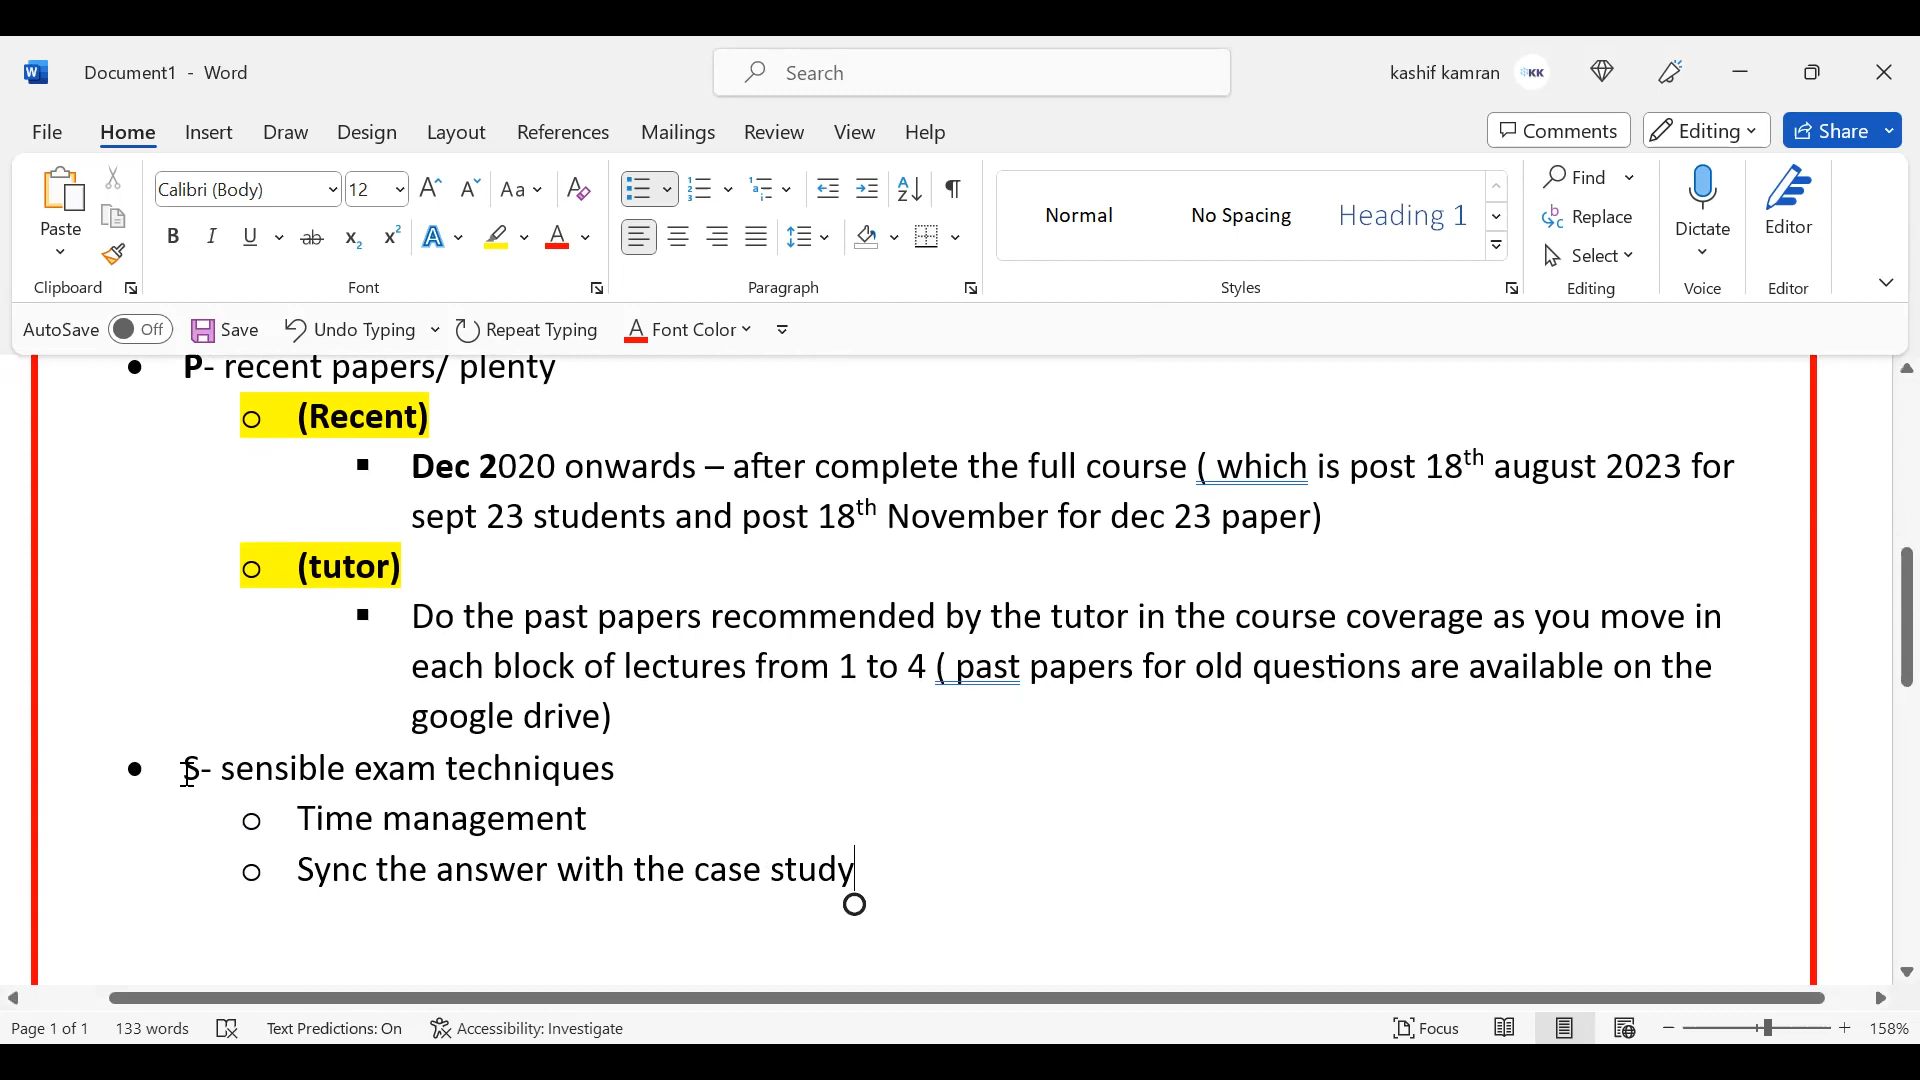 Document1 - Word
Search
kashif kamran
KK
File Home Insert Draw Design Layout References Mailings Review View Help
Comments Editing Share
Paste
Calibri (Body) 12
Clipboard
Font
Paragraph
Normal No Spacing Heading 1
Styles
Find
Replace
Select
Editing
Dictate
Voice
Editor
Editor
AutoSave Off Save Undo Typing Repeat Typing Font Color
• P- recent papers/ plenty
o (Recent)
▪ Dec 2020 onwards – after complete the full course ( which is post 18th august 2023 for
sept 23 students and post 18th November for dec 23 paper)
o (tutor)
▪ Do the past papers recommended by the tutor in the course coverage as you move in
each block of lectures from 1 to 4 ( past papers for old questions are available on the
google drive)
• S- sensible exam techniques
o Time management
o Sync the answer with the case study
Page 1 of 1 133 words Text Predictions: On Accessibility: Investigate Focus 158%